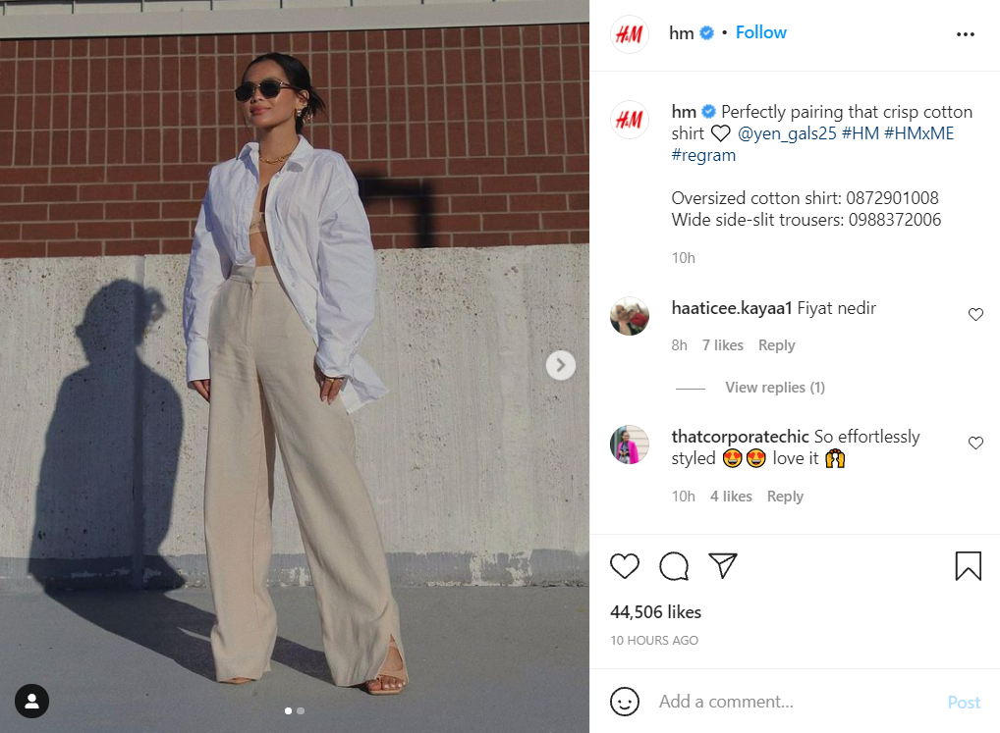 H&M
hm • Follow
H&M
hm Perfectly pairing that crisp cotton
shirt 🤍 @yen_gals25 #HM #HMxME
#regram
Oversized cotton shirt: 0872901008
Wide side-slit trousers: 0988372006
10h
haaticee.kayaa1 Fiyat nedir
8h 7 likes Reply
View replies (1)
thatcorporatechic So effortlessly
styled 😍😍 love it 🙌
10h 4 likes Reply
44,506 likes
10 HOURS AGO
Add a comment...
Post